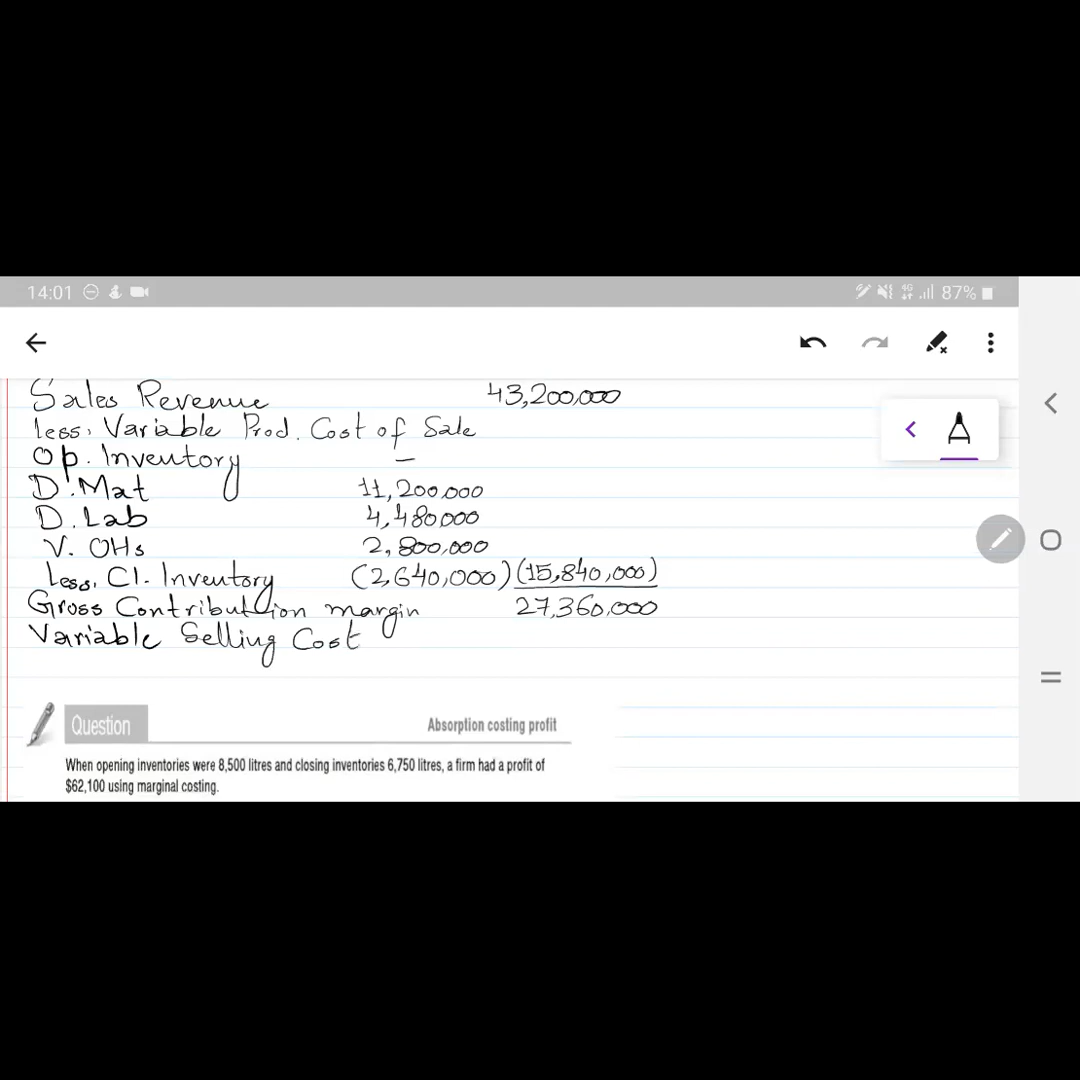 14:01 4G 87%
Sales Revenue 43,200,000
less, Variable Prod. Cost of Sale
Op. Inventory –
D. Mat 11,200,000
D. Lab 4,480,000
V. OHs 2,800,000
Less, Cl. Inventory (2,640,000) (15,840,000)
Gross Contribution margin 27,360,000
Variable Selling Cost
Question Absorption costing profit
When opening inventories were 8,500 litres and closing inventories 6,750 litres, a firm had a profit of
$62,100 using marginal costing.